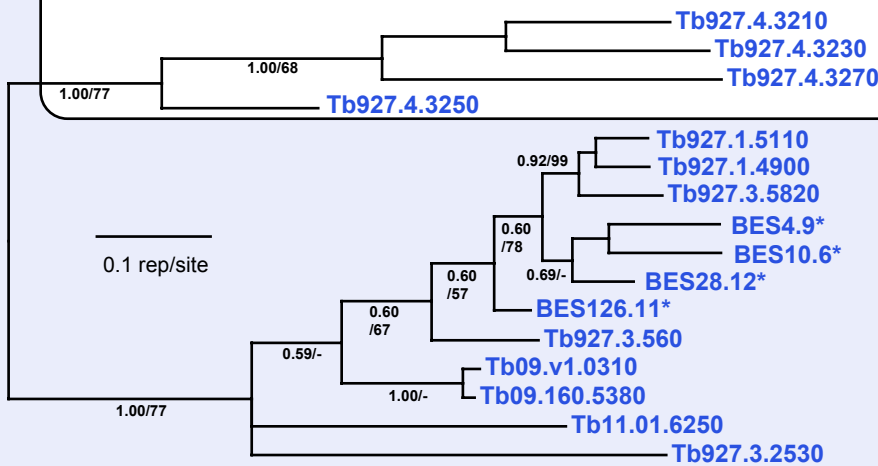 Tb927.4.3210
Tb927.4.3230
1.00/68
Tb927.4.3270
1.00/77
Tb927.4.3250
Tb927.1.5110
0.92/99
Tb927.1.4900
Tb927.3.5820
BES4.9*
0.60
/78
BES10.6*
0.1 rep/site
0.69/-
BES28.12*
0.60
/57
BES126.11*
0.60
/67
Tb927.3.560
0.59/-
Tb09.v1.0310
1.00/-
Tb09.160.5380
1.00/77
Tb11.01.6250
Tb927.3.2530